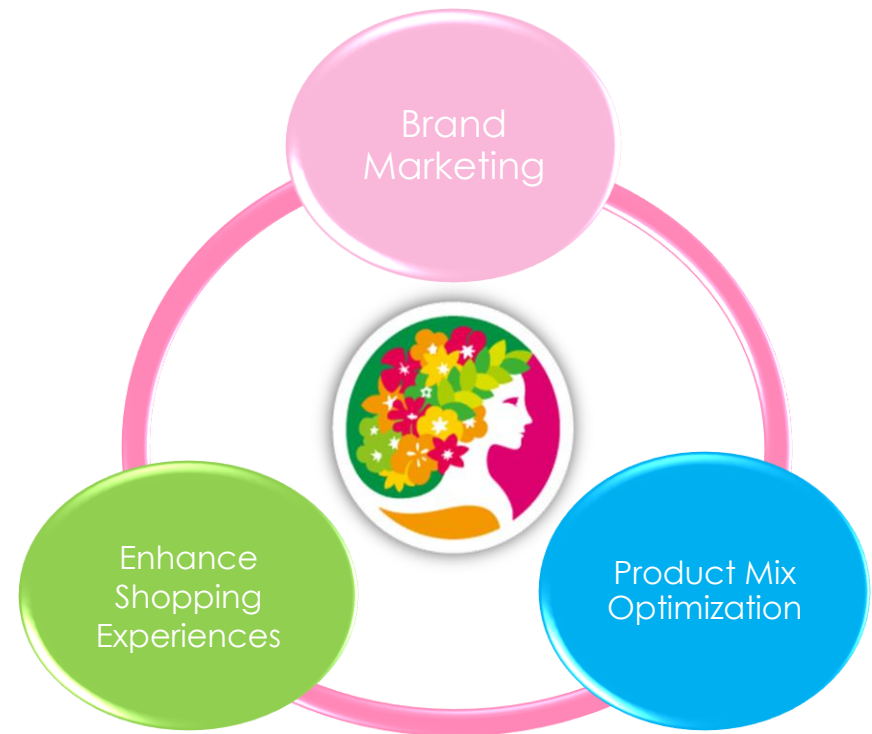 Brand
Marketing
Enhance
Shopping
Experiences
Product Mix
Optimization